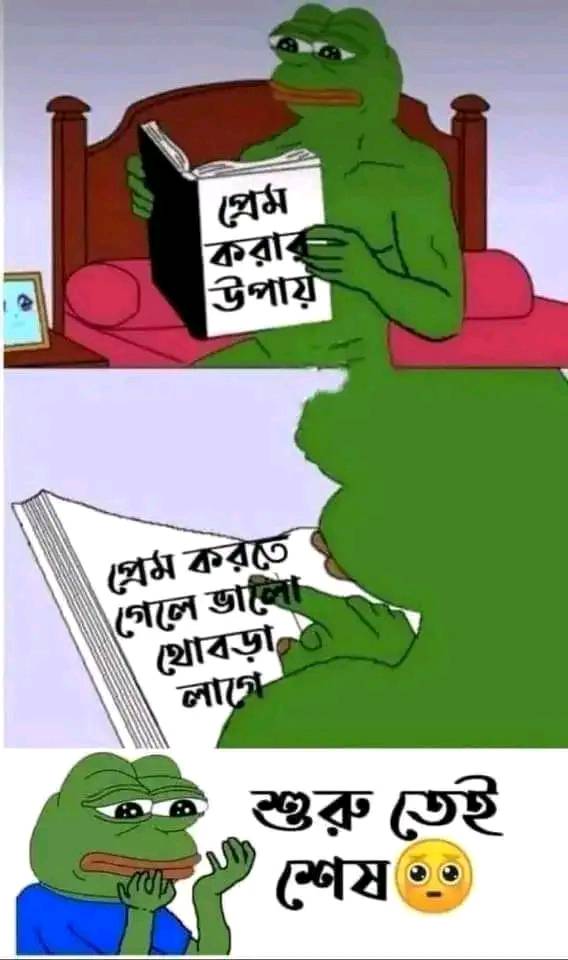 প্রেম
করার
উপায়
প্রেম করতে
গেলে ভালো
থোবড়া
লাগে
শুরু তেই
শেষ🥺